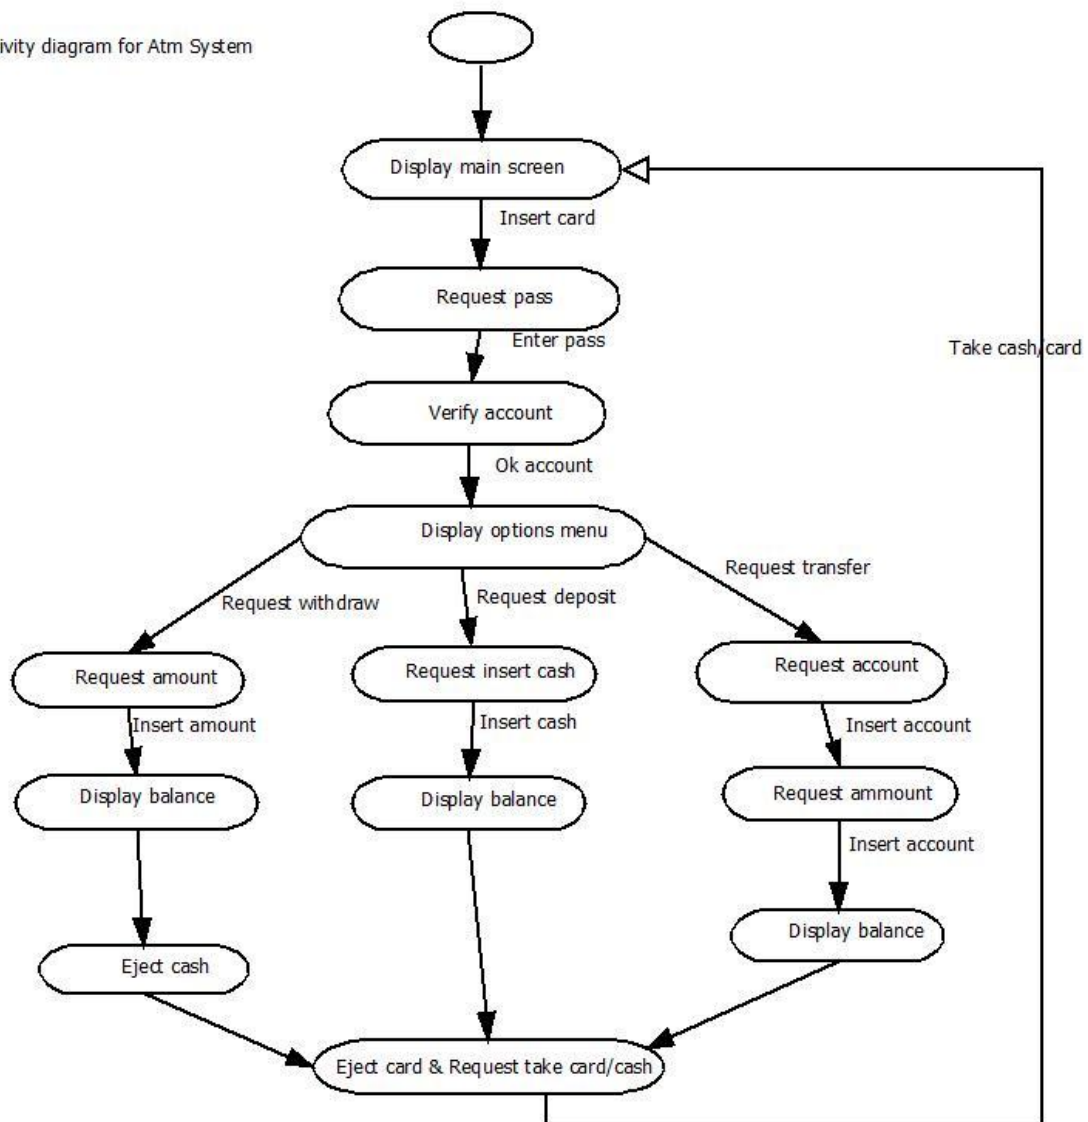 ivity diagram for Atm System
Display main screen
Insert card
Request pass
Enter pass
Take cash/card
Verify account
Ok account
Display options menu
Request transfer
Request withdraw
Request deposit
Request amount
Request insert cash
Request account
Insert amount
Insert cash
Insert account
Display balance
Display balance
Request ammount
Insert account
Display balance
Eject cash
Eject card & Request take card/cash